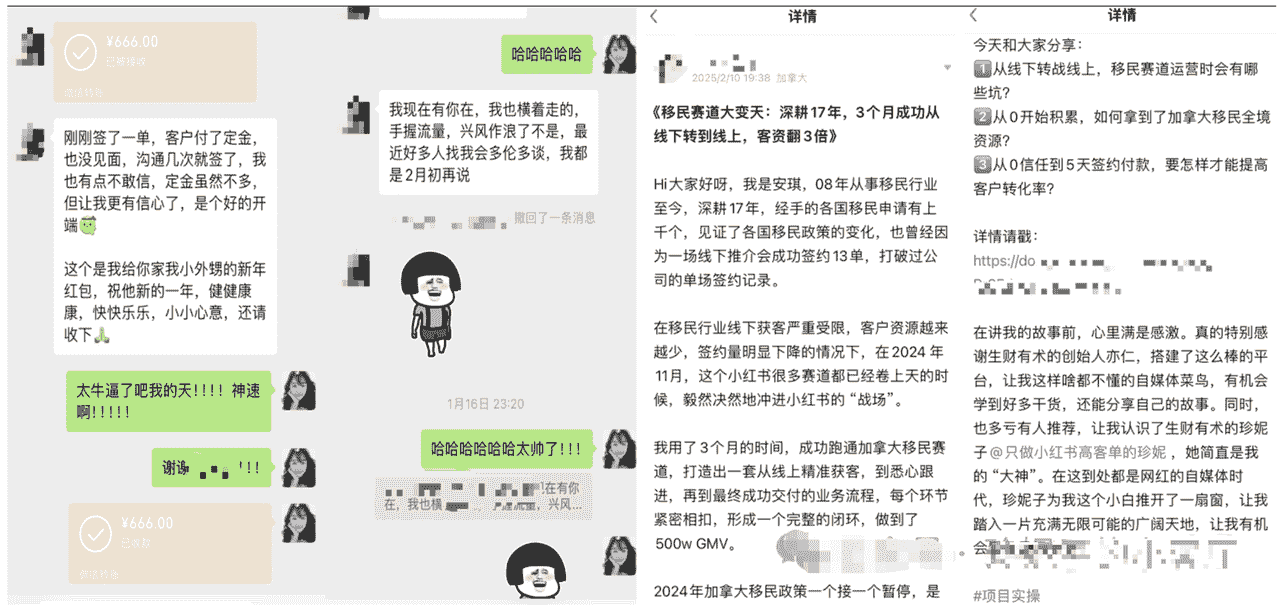 ¥666.00
已被接收
微信转账
刚刚签了一单，客户付了定金，
也没见面，沟通几次就签了，我
也有点不敢信，定金虽然不多，
但让我更有信心了，是个好的开
端
这个是我给你家我小外甥的新年
红包，祝他新的一年，健健康
康，快快乐乐，小小心意，还请
收下🙏
太牛逼了吧我的天！！！！神速
啊！！！！！
谢谢
！！
¥666.00
已收款
微信转账
哈哈哈哈哈
我现在有你在，我也横着走的，
手握流量，兴风作浪了不是，最
近好多人找我会多伦多谈，我都
是2月初再说
撤回了一条消息
1月16日 23:20
哈哈哈哈哈哈太帅了！！！
！在有你
在，我也横
流量，兴风...
详情
2025/2/10 19:38 加拿大
《移民赛道大变天：深耕17年，3个月成功从
线下转到线上，客资翻3倍》
Hi大家好呀，我是安琪，08年从事移民行业
至今，深耕17年，经手的各国移民申请有上
千个，见证了各国移民政策的变化，也曾经因
为一场线下推介会成功签约13单，打破过公
司的单场签约记录。
在移民行业线下获客严重受限，客户资源越来
越少，签约量明显下降的情况下，在2024年
11月，这个小红书很多赛道都已经卷上天的时
候，毅然决然地冲进小红书的“战场”。
我用了3个月的时间，成功跑通加拿大移民赛
道，打造出一套从线上精准获客，到悉心跟
进，再到最终成功交付的业务流程，每个环节
紧密相扣，形成一个完整的闭环，做到了
500w GMV。
2024年加拿大移民政策一个接一个暂停，是
详情
今天和大家分享：
1️⃣从线下转战线上，移民赛道运营时会有哪
些坑？
2️⃣从0开始积累，如何拿到了加拿大移民全境
资源？
3️⃣从0信任到5天签约付款，要怎样才能提高
客户转化率？
详情请戳：
https://do
在讲我的故事前，心里满是感激。真的特别感
谢生财有术的创始人亦仁，搭建了这么棒的平
台，让我这样啥都不懂的自媒体菜鸟，有机会
学到好多干货，还能分享自己的故事。同时，
也多亏有人推荐，让我认识了生财有术的珍妮
子@只做小红书高客单的珍妮，她简直是我
的“大神”。在这到处都是网红的自媒体时
代，珍妮子为我这个小白推开了一扇窗，让我
踏入一片充满无限可能的广阔天地，让我有机
会
#项目实操